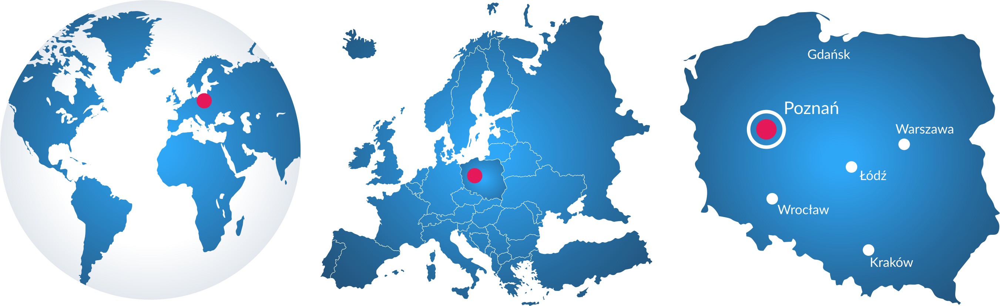 Gdańsk
Poznań
Warszawa
Łódź
Wrocław
Kraków